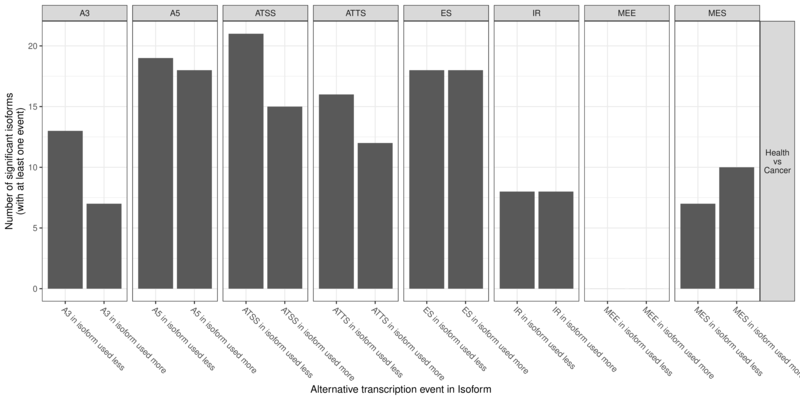 A3 A5 ATSS ATTS ES IR MEE MES
Number of significant isoforms
(with at least one event)
20
15
10
5
0
Health
vs
Cancer
A3 in isoform used less
A3 in isoform used more
A5 in isoform used less
A5 in isoform used more
ATSS in isoform used less
ATSS in isoform used more
ATTS in isoform used less
ATTS in isoform used more
ES in isoform used less
ES in isoform used more
IR in isoform used less
IR in isoform used more
MEE in isoform used less
MEE in isoform used more
MES in isoform used less
MES in isoform used more
Alternative transcription event in Isoform